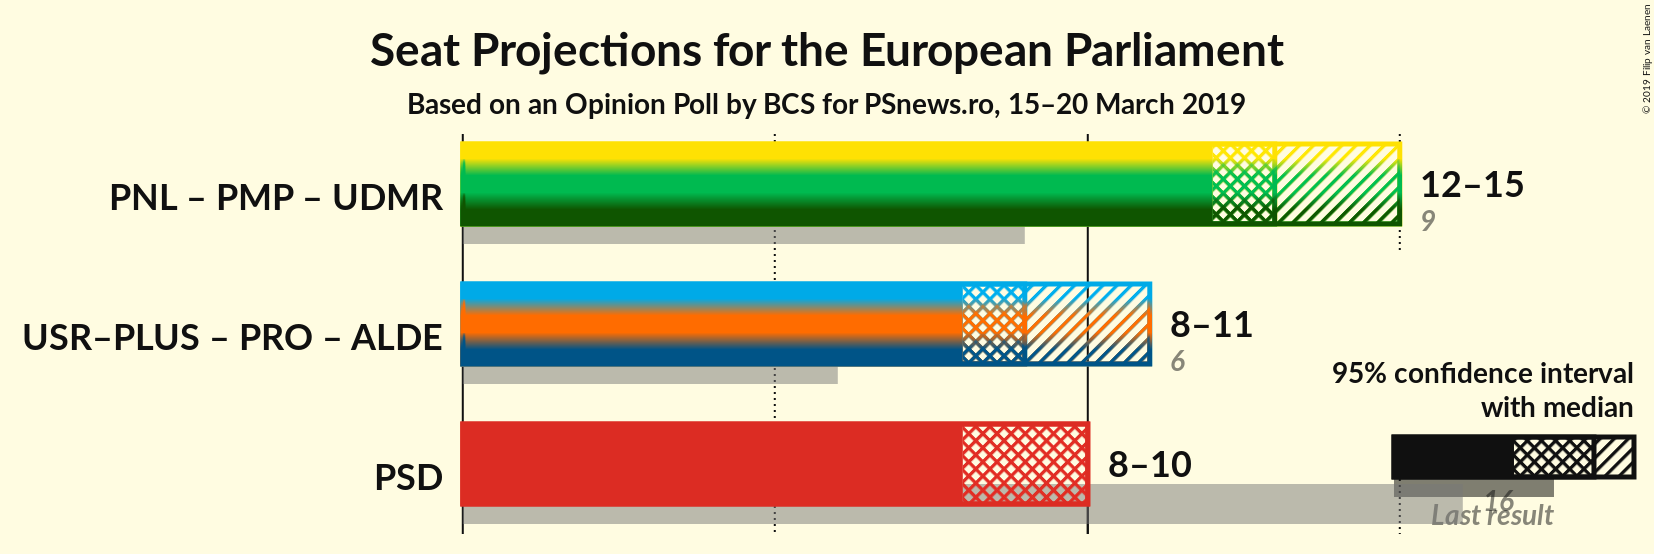 Seat Projections for the European Parliament
Based on an Opinion Poll by BCS for PSnews.ro, 15–20 March 2019
© 2019 Filip van Laenen
PNL – PMP – UDMR
12–15
9
USR–PLUS – PRO – ALDE
8–11
6
PSD
8–10
16
95% confidence interval
with median
Last result